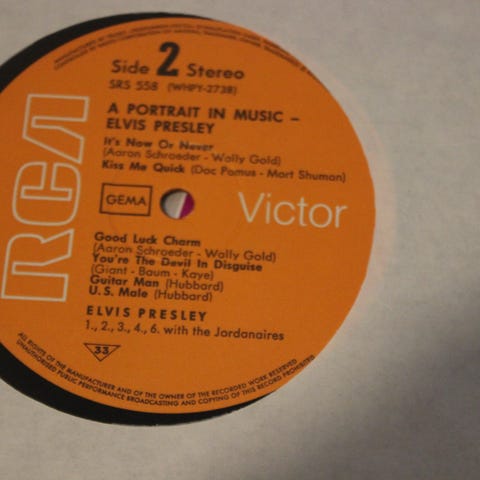 Side 2 Stereo
SRS 558 (WHPY-2738)
A PORTRAIT IN MUSIC –
ELVIS PRESLEY
It's Now Or Never
(Aaron Schroeder - Wally Gold)
Kiss Me Quick (Doc Pomus - Mort Shuman)
GEMA
RCA
Victor
Good Luck Charm
(Aaron Schroeder - Wally Gold)
You're The Devil In Disguise
(Giant - Baum - Kaye)
Guitar Man (Hubbard)
U.S. Male (Hubbard)
ELVIS PRESLEY
1., 2., 3., 4., 6. with the Jordanaires
33
ALL RIGHTS OF THE MANUFACTURER AND OF THE OWNER OF THE RECORDED WORK RESERVED
UNAUTHORISED PUBLIC PERFORMANCE BROADCASTING AND COPYING OF THIS RECORD PROHIBITED